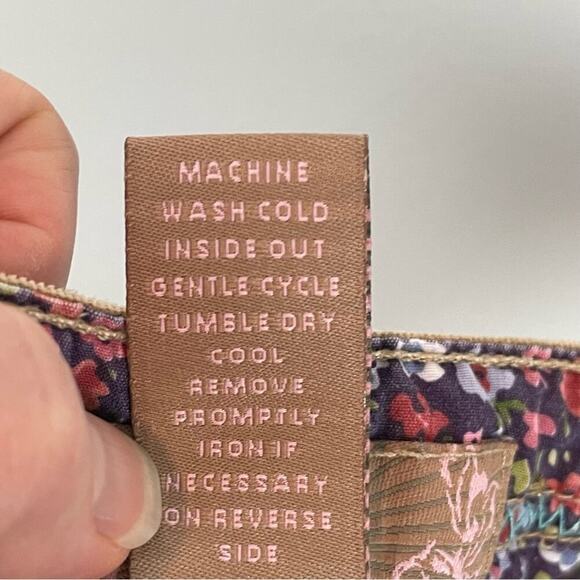 MACHINE
WASH COLD
INSIDE OUT
GENTLE CYCLE
TUMBLE DRY
COOL
REMOVE
PROMPTLY
IRON IF
NECESSARY
ON REVERSE
SIDE